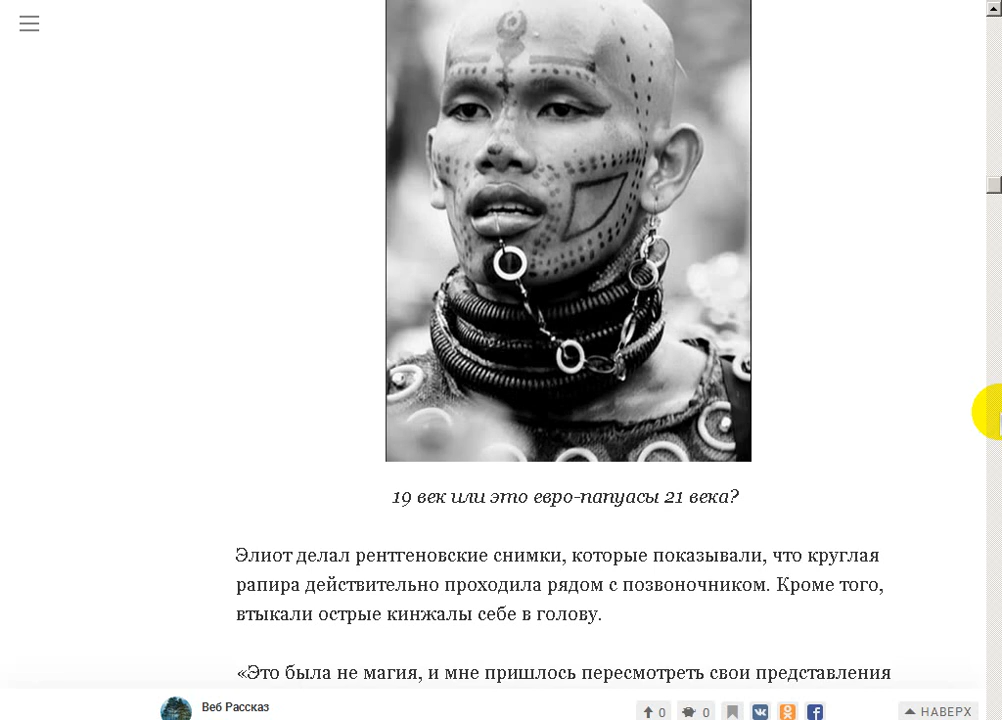 19 век или это евро-папуасы 21 века?
Элиот делал рентгеновские снимки, которые показывали, что круглая
рапира действительно проходила рядом с позвоночником. Кроме того,
втыкали острые кинжалы себе в голову.
«Это была не магия, и мне пришлось пересмотреть свои представления
Веб Рассказ
0
0
НАВЕРХ